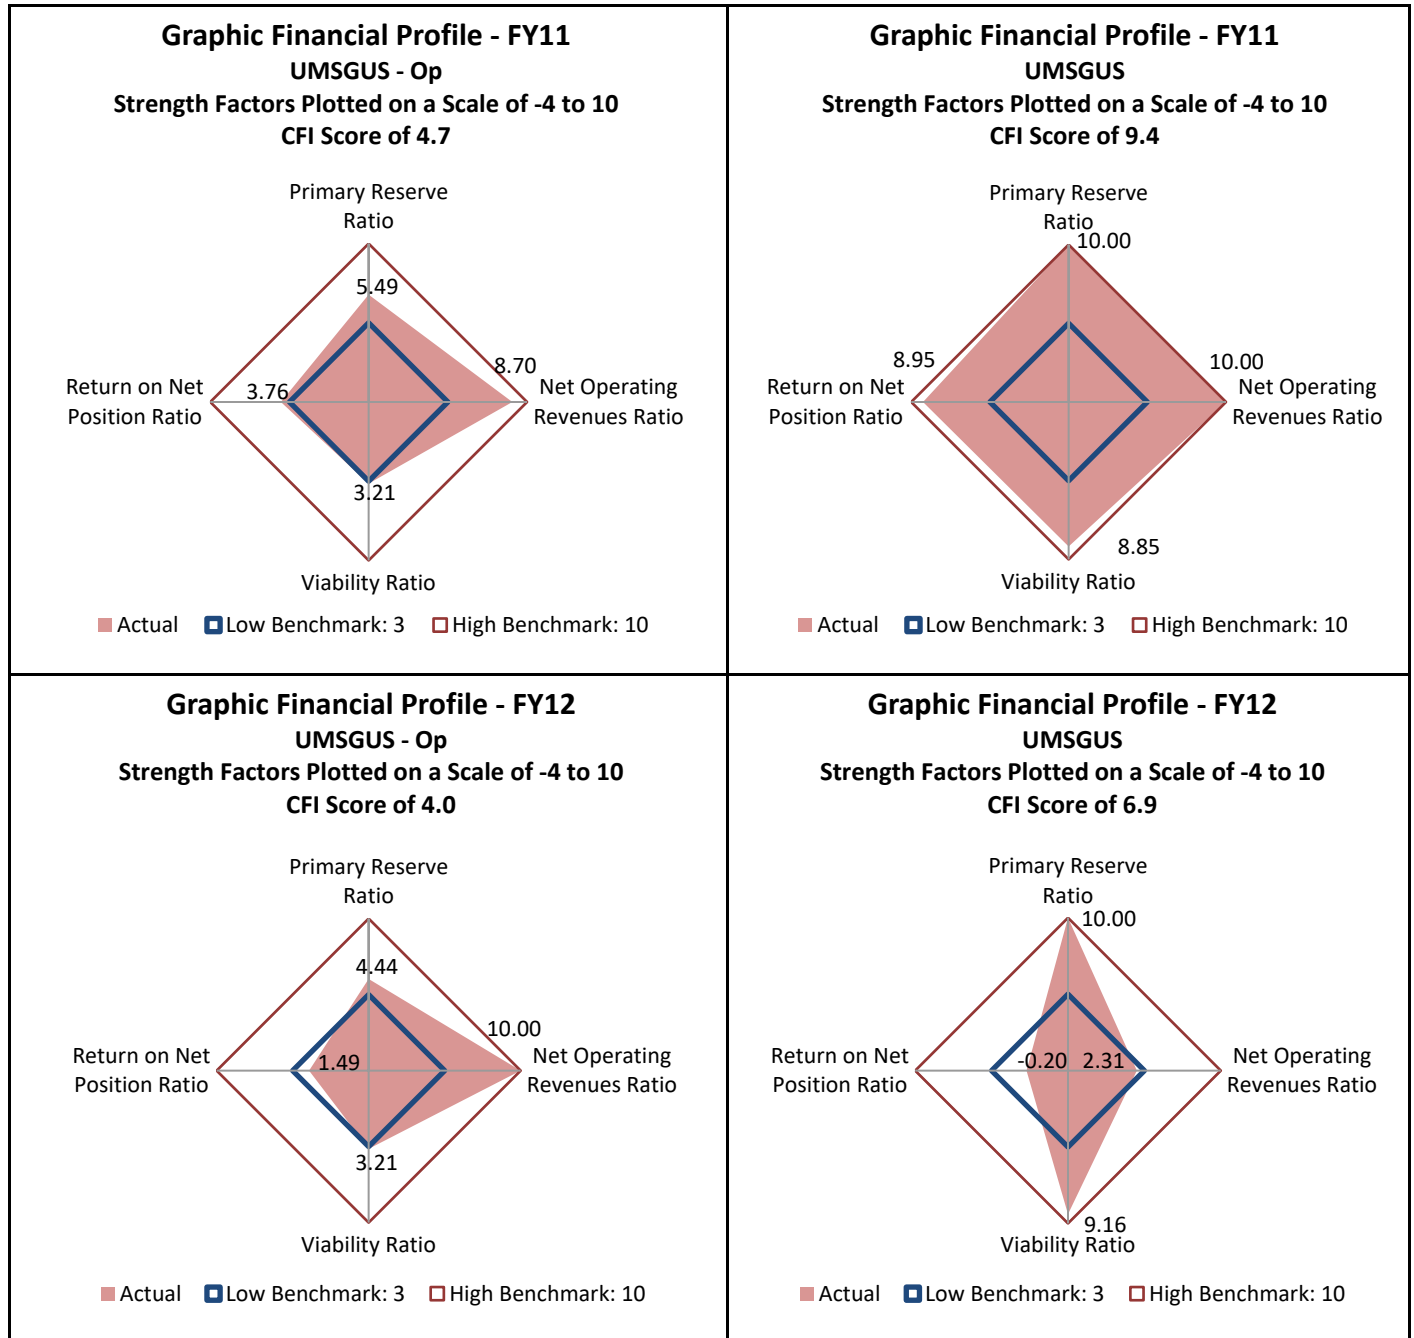 Graphic Financial Profile - FY11
UMSGUS - Op
Strength Factors Plotted on a Scale of -4 to 10
CFI Score of 4.7
Primary Reserve
Ratio
5.49
8.70
Return on Net
Position Ratio
3.76
Net Operating
Revenues Ratio
3.21
Viability Ratio
Actual
Low Benchmark: 3
High Benchmark: 10
Graphic Financial Profile - FY11
UMSGUS
Strength Factors Plotted on a Scale of -4 to 10
CFI Score of 9.4
Primary Reserve
Ratio
10.00
8.95
10.00
Return on Net
Position Ratio
Net Operating
Revenues Ratio
8.85
Viability Ratio
Actual
Low Benchmark: 3
High Benchmark: 10
Graphic Financial Profile - FY12
UMSGUS - Op
Strength Factors Plotted on a Scale of -4 to 10
CFI Score of 4.0
Primary Reserve
Ratio
4.44
10.00
Return on Net
Position Ratio
1.49
Net Operating
Revenues Ratio
3.21
Viability Ratio
Actual
Low Benchmark: 3
High Benchmark: 10
Graphic Financial Profile - FY12
UMSGUS
Strength Factors Plotted on a Scale of -4 to 10
CFI Score of 6.9
Primary Reserve
Ratio
10.00
Return on Net
Position Ratio
-0.20
2.31
Net Operating
Revenues Ratio
9.16
Viability Ratio
Actual
Low Benchmark: 3
High Benchmark: 10